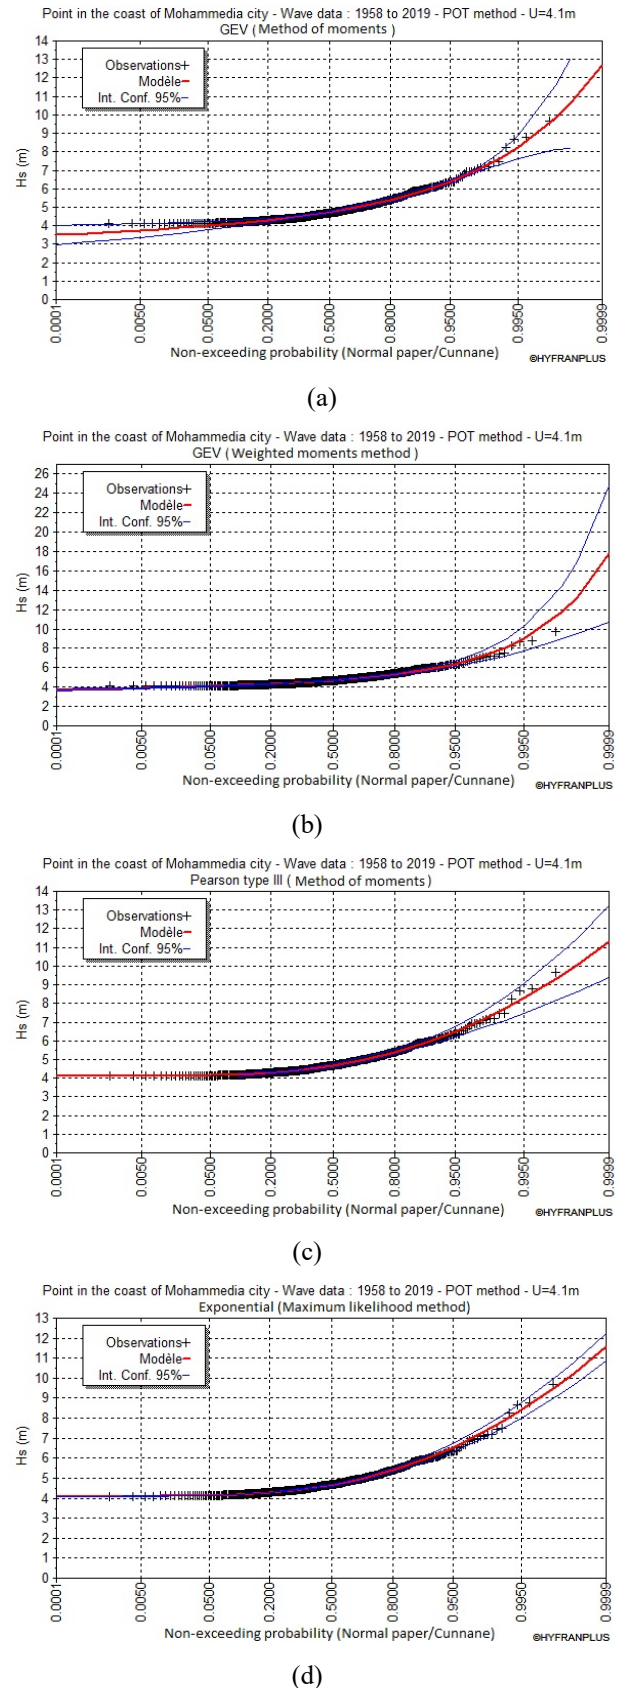 Point in the coast of Mohammedia city - Wave data : 1958 to 2019 - POT method - U=4.1m
GEV ( Method of moments )
14
13
12
11
10
9
8
7
6
5
4
3
2
1
0
Hs (m)
Observations+
Modèle-
Int. Conf. 95%-
0.0001
0.0050
0.0500
0.2000
0.5000
0.8000
0.9500
0.9950
0.9999
Non-exceeding probability (Normal paper/Cunnane)
©HYFRANPLUS
(a)
Point in the coast of Mohammedia city - Wave data : 1958 to 2019 - POT method - U=4.1m
GEV ( Weighted moments method )
26
24
22
20
18
16
14
12
10
8
6
4
2
0
Hs (m)
Observations+
Modèle-
Int. Conf. 95%-
0.0001
0.0050
0.0500
0.2000
0.5000
0.8000
0.9500
0.9950
0.9999
Non-exceeding probability (Normal paper/Cunnane)
©HYFRANPLUS
(b)
Point in the coast of Mohammedia city - Wave data : 1958 to 2019 - POT method - U=4.1m
Pearson type III ( Method of moments )
14
13
12
11
10
9
8
7
6
5
4
3
2
1
0
Hs (m)
Observations+
Modèle-
Int. Conf. 95%-
0.0001
0.0050
0.0500
0.2000
0.5000
0.8000
0.9500
0.9950
0.9999
Non-exceeding probability (Normal paper/Cunnane)
©HYFRANPLUS
(c)
Point in the coast of Mohammedia city - Wave data : 1958 to 2019 - POT method - U=4.1m
Exponential (Maximum likelihood method)
13
12
11
10
9
8
7
6
5
4
3
2
1
0
Hs (m)
Observations+
Modèle-
Int. Conf. 95%-
0.0001
0.0050
0.0500
0.2000
0.5000
0.8000
0.9500
0.9950
0.9999
Non-exceeding probability (Normal paper/Cunnane)
©HYFRANPLUS
(d)